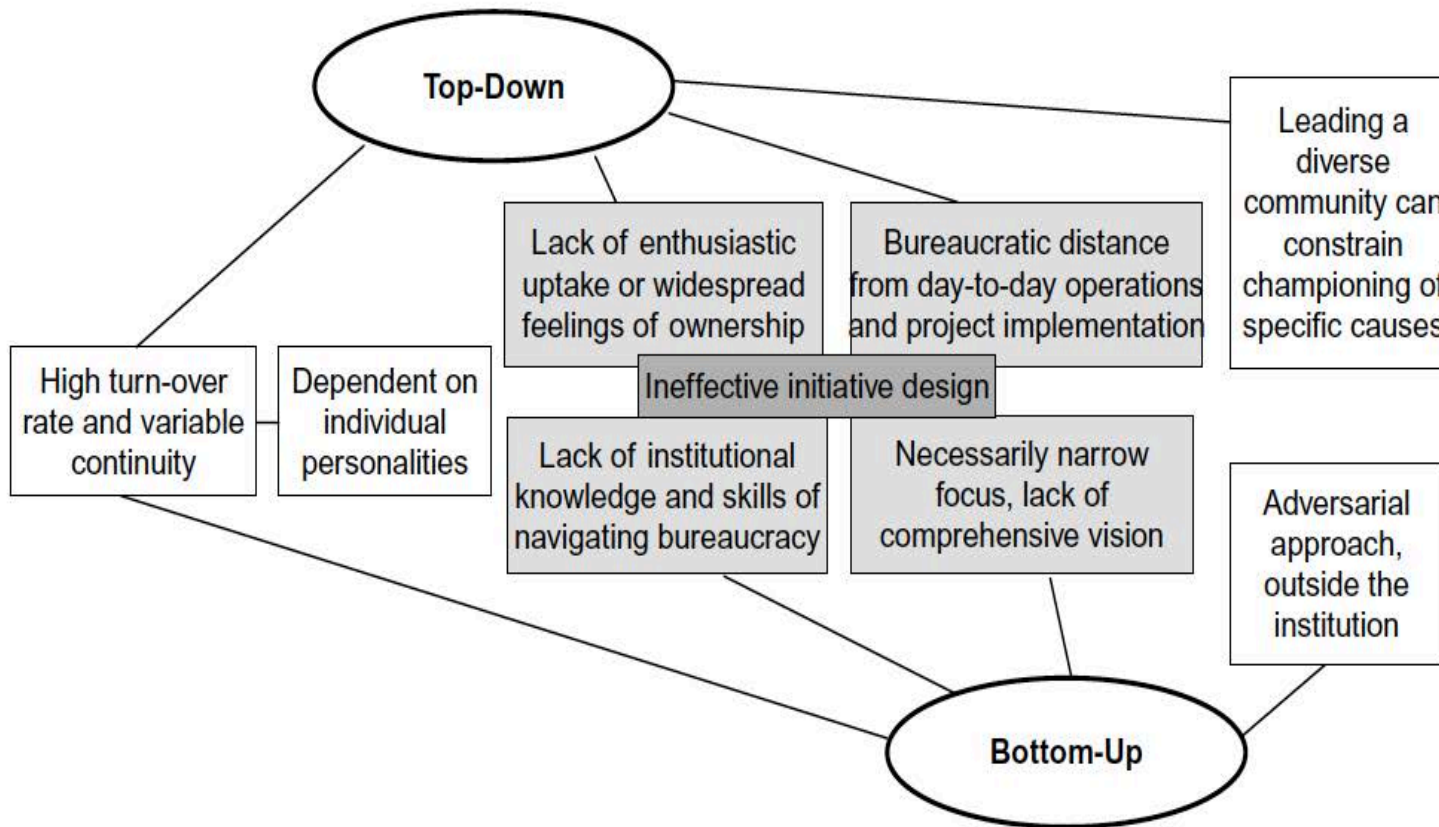 Top-Down
Leading a
diverse
community can
constrain
championing of
specific causes
Lack of enthusiastic
uptake or widespread
feelings of ownership
Bureaucratic distance
from day-to-day operations
and project implementation
High turn-over
rate and variable
continuity
Dependent on
individual
personalities
Ineffective initiative design
Lack of institutional
knowledge and skills of
navigating bureaucracy
Necessarily narrow
focus, lack of
comprehensive vision
Adversarial
approach,
outside the
institution
Bottom-Up